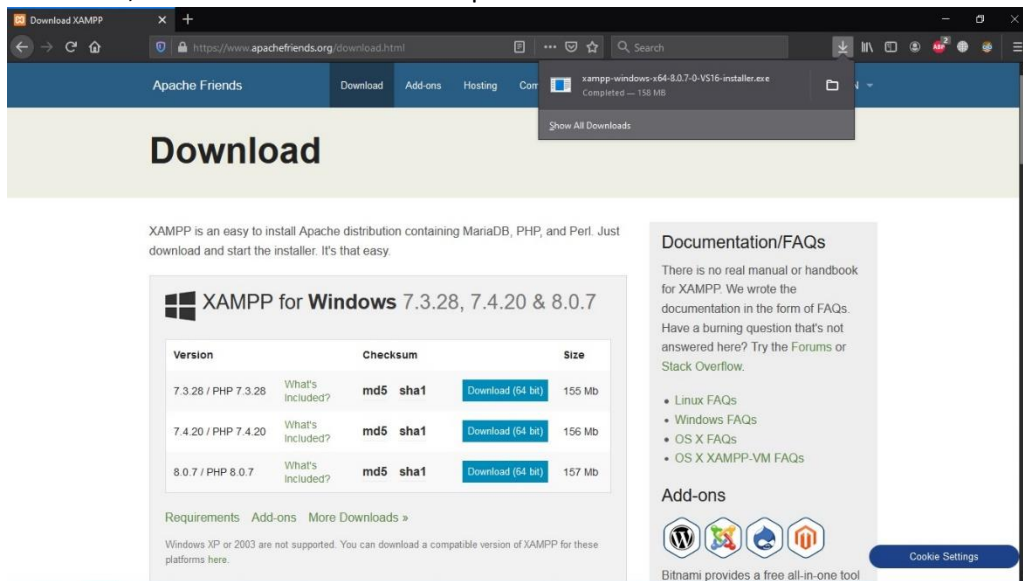 Download XAMPP
https://www.apachefriends.org/download.html
Search
ABP
2
Apache Friends
Download
Add-ons
Hosting
xampp-windows-x64-8.0.7-0-VS16-installer.exe
Completed — 158 MB
Show All Downloads
Download
XAMPP is an easy to install Apache distribution containing MariaDB, PHP, and Perl. Just
download and start the installer. It's that easy.
XAMPP for Windows 7.3.28, 7.4.20 & 8.0.7
Version Checksum Size
7.3.28 / PHP 7.3.28 What's Included? md5 sha1 Download (64 bit) 155 Mb
7.4.20 / PHP 7.4.20 What's Included? md5 sha1 Download (64 bit) 156 Mb
8.0.7 / PHP 8.0.7 What's Included? md5 sha1 Download (64 bit) 157 Mb
Requirements Add-ons More Downloads »
Windows XP or 2003 are not supported. You can download a compatible version of XAMPP for these
platforms here.
Documentation/FAQs
There is no real manual or handbook
for XAMPP. We wrote the
documentation in the form of FAQs.
Have a burning question that's not
answered here? Try the Forums or
Stack Overflow.
• Linux FAQs
• Windows FAQs
• OS X FAQs
• OS X XAMPP-VM FAQs
Add-ons
Bitnami provides a free all-in-one tool
Cookie Settings